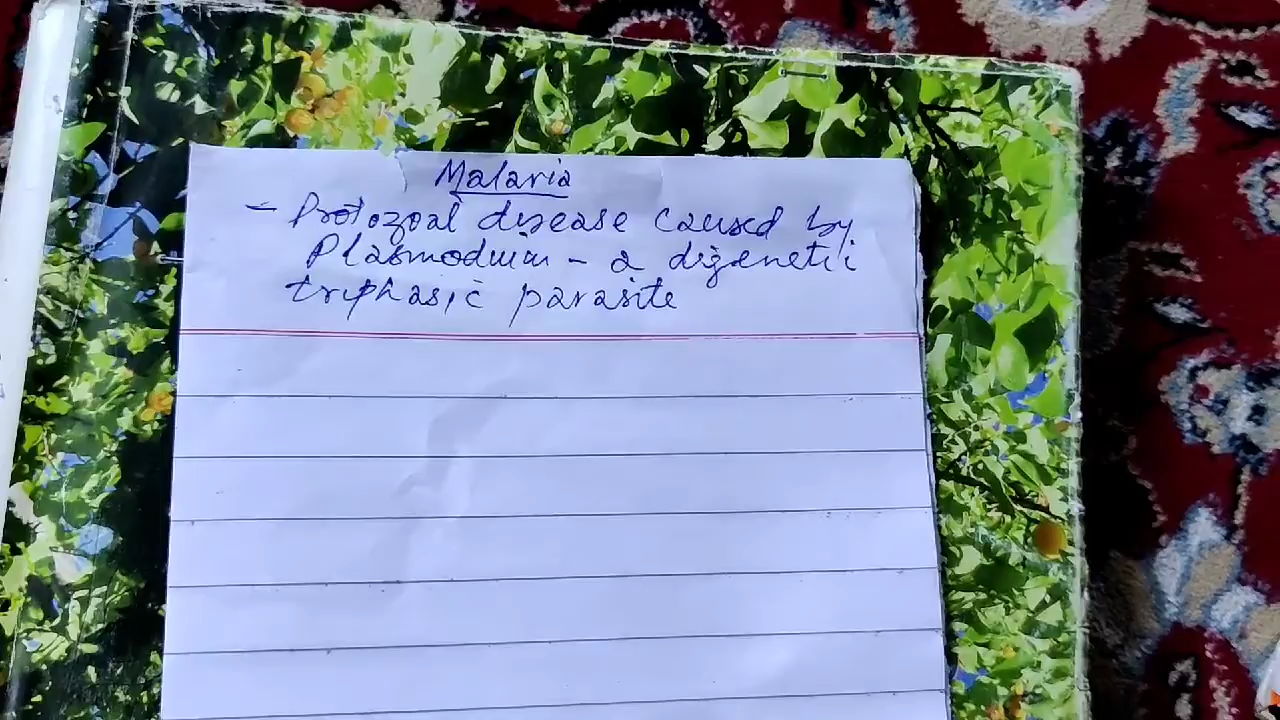 Malaria
- Protozoal disease caused by
Plasmodium - a digenetic
triphasic parasite